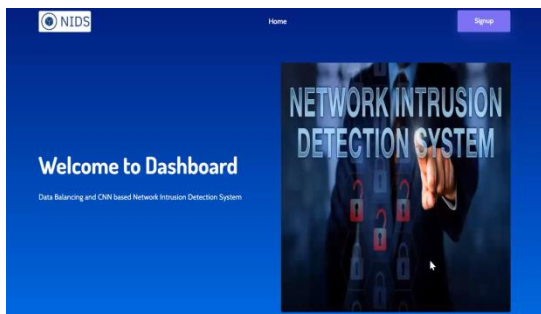 NIDS
Home
Signup
NETWORK INTRUSION
DETECTION SYSTEM
Welcome to Dashboard
Data Balancing and CNN based Network Intrusion Detection System